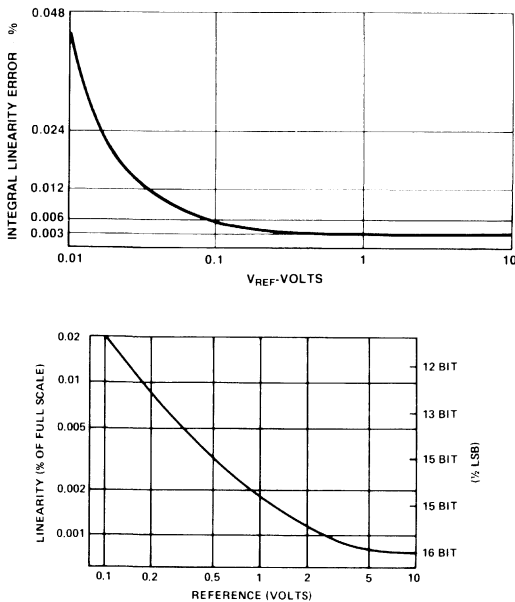 INTEGRAL LINEARITY ERROR %
0.048
0.024
0.012
0.006
0.003
0.01 0.1 1 10
VREF-VOLTS
LINEARITY (% OF FULL SCALE)
0.02
0.01
0.005
0.002
0.001
12 BIT
13 BIT
15 BIT
15 BIT
16 BIT
(½ LSB)
0.1 0.2 0.5 1 2 5 10
REFERENCE (VOLTS)